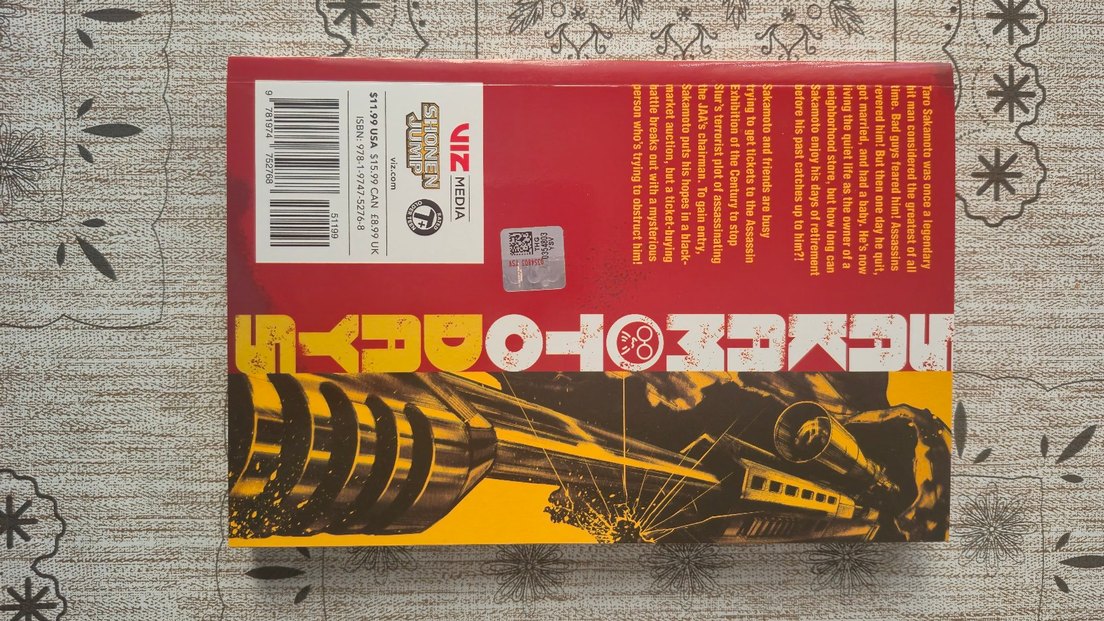 Taro Sakamoto was once a legendary
hit man considered the greatest of all
time. Bad guys feared him! Assassins
revered him! But then one day he quit,
got married, and had a baby. He's now
living the quiet life as the owner of a
neighborhood store, but how long can
Sakamoto enjoy his days of retirement
before his past catches up to him?!
Sakamoto and friends are busy
trying to get tickets to the Assassin
Exhibition of the Century to stop
Slur's terrorist plot of assassinating
the JAA's chairman. To gain entry,
Sakamoto puts his hopes in a black-
market auction, but a ticket-buying
battle breaks out with a mysterious
person who's trying to obstruct him!
VIZ MEDIA
SHONEN
JUMP
RATED
T+
OLDER TEEN
viz.com
$11.99 USA $15.99 CAN £8.99 UK
ISBN: 978-1-9747-5276-8
51199
9 781974 752768
SAKAMOTO
DAYS